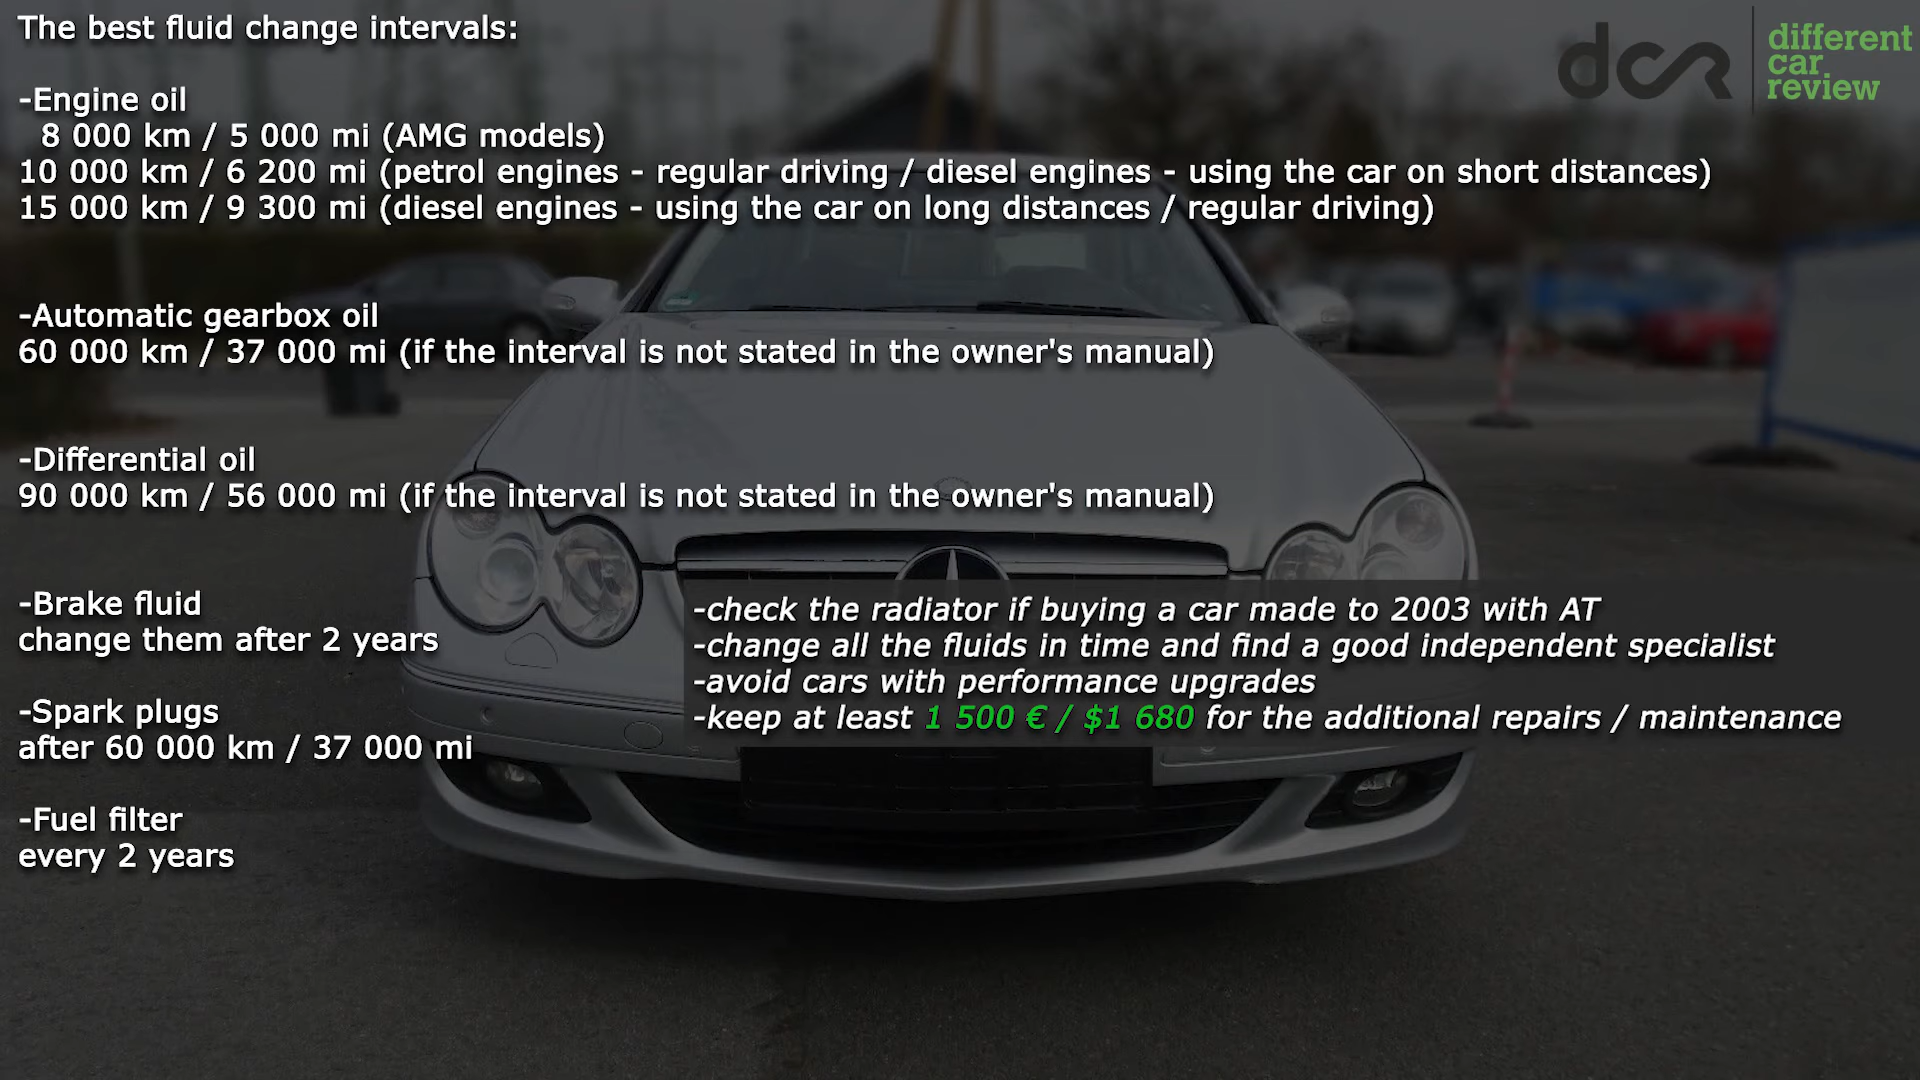 The best fluid change intervals:
-Engine oil
8 000 km / 5 000 mi (AMG models)
10 000 km / 6 200 mi (petrol engines - regular driving / diesel engines - using the car on short distances)
15 000 km / 9 300 mi (diesel engines - using the car on long distances / regular driving)
-Automatic gearbox oil
60 000 km / 37 000 mi (if the interval is not stated in the owner's manual)
-Differential oil
90 000 km / 56 000 mi (if the interval is not stated in the owner's manual)
-Brake fluid
change them after 2 years
-Spark plugs
after 60 000 km / 37 000 mi
-Fuel filter
every 2 years
-check the radiator if buying a car made to 2003 with AT
-change all the fluids in time and find a good independent specialist
-avoid cars with performance upgrades
-keep at least 1 500 € / $1 680 for the additional repairs / maintenance
dcr
different
car
review